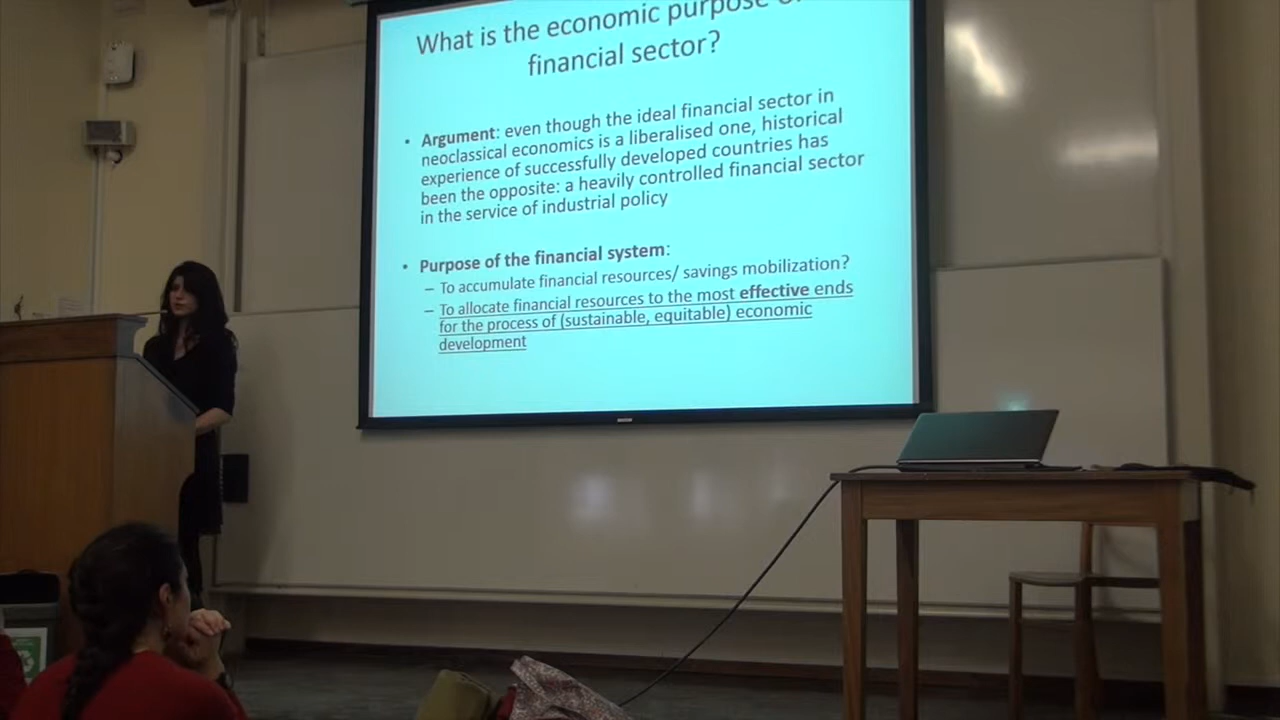 What is the economic purpose
financial sector?
• Argument: even though the ideal financial sector in
neoclassical economics is a liberalised one, historical
experience of successfully developed countries has
been the opposite: a heavily controlled financial sector
in the service of industrial policy
• Purpose of the financial system:
– To accumulate financial resources/ savings mobilization?
– To allocate financial resources to the most effective ends
for the process of (sustainable, equitable) economic
development